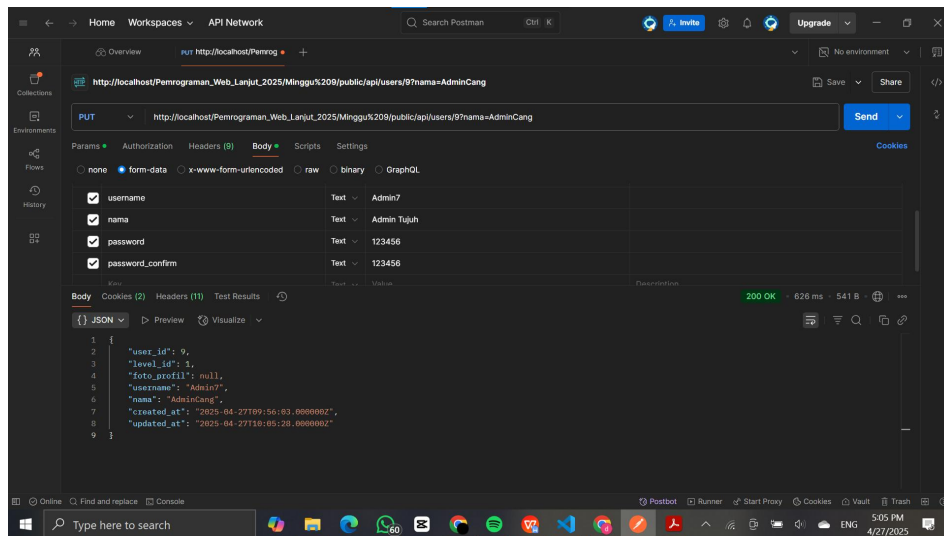 Home Workspaces API Network Search Postman Ctrl K Invite Upgrade
Overview PUT http://localhost/Pemrog No environment
http://localhost/Pemrograman_Web_Lanjut_2025/Minggu%209/public/api/users/9?nama=AdminCang Save Share
PUT http://localhost/Pemrograman_Web_Lanjut_2025/Minggu%209/public/api/users/9?nama=AdminCang Send
Collections
Environments
Flows
History
Params Authorization Headers (9) Body Scripts Settings Cookies
none form-data x-www-form-urlencoded raw binary GraphQL
username Text Admin7
nama Text Admin Tujuh
password Text 123456
password_confirm Text 123456
Key Text Value Description
Body Cookies (2) Headers (11) Test Results 200 OK 626 ms 541 B
{} JSON Preview Visualize
1 {
2 "user_id": 9,
3 "level_id": 1,
4 "foto_profil": null,
5 "username": "Admin7",
6 "nama": "AdminCang",
7 "created_at": "2025-04-27T09:56:03.000000Z",
8 "updated_at": "2025-04-27T10:05:28.000000Z"
9 }
Online Find and replace Console Postbot Runner Start Proxy Cookies Vault Trash
Type here to search 60 ENG 5:05 PM
4/27/2025